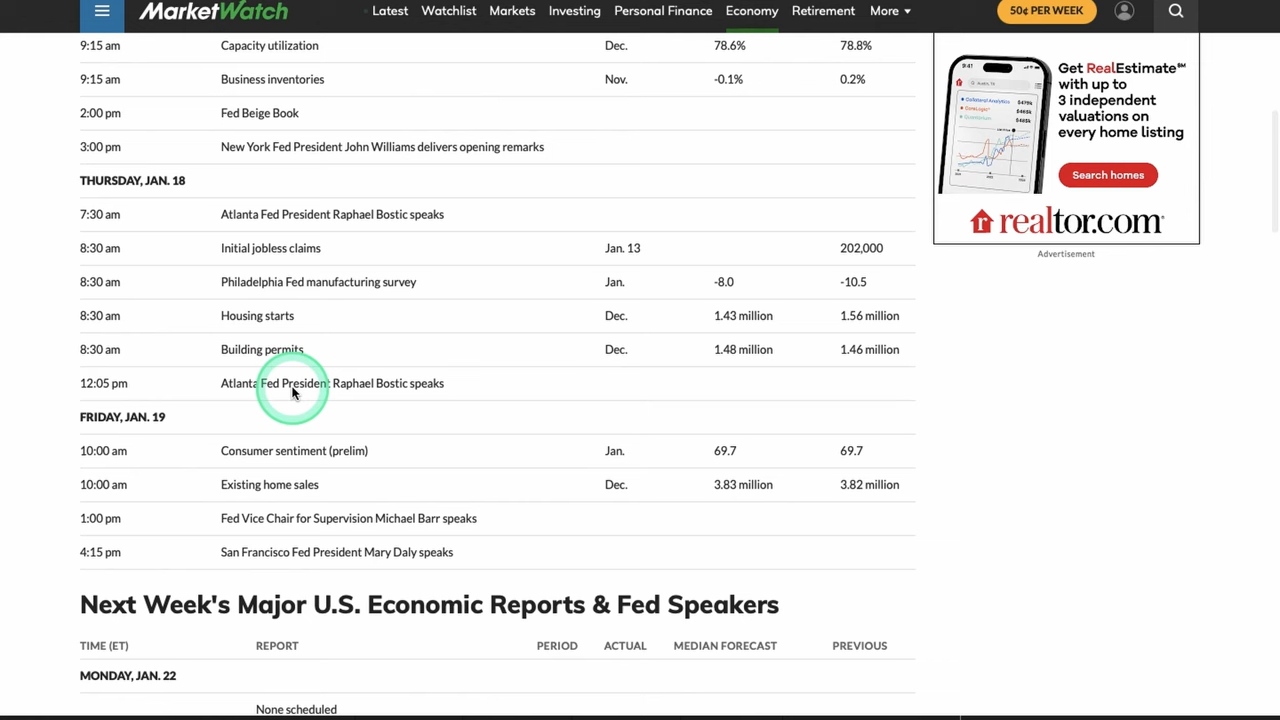 MarketWatch Latest Watchlist Markets Investing Personal Finance Economy Retirement More 50¢ PER WEEK
9:15 am Capacity utilization Dec. 78.6% 78.8%
9:15 am Business inventories Nov. -0.1% 0.2%
2:00 pm Fed Beige Book
3:00 pm New York Fed President John Williams delivers opening remarks
THURSDAY, JAN. 18
7:30 am Atlanta Fed President Raphael Bostic speaks
8:30 am Initial jobless claims Jan. 13 202,000
8:30 am Philadelphia Fed manufacturing survey Jan. -8.0 -10.5
8:30 am Housing starts Dec. 1.43 million 1.56 million
8:30 am Building permits Dec. 1.48 million 1.46 million
12:05 pm Atlanta Fed President Raphael Bostic speaks
FRIDAY, JAN. 19
10:00 am Consumer sentiment (prelim) Jan. 69.7 69.7
10:00 am Existing home sales Dec. 3.83 million 3.82 million
1:00 pm Fed Vice Chair for Supervision Michael Barr speaks
4:15 pm San Francisco Fed President Mary Daly speaks
Next Week's Major U.S. Economic Reports & Fed Speakers
TIME (ET) REPORT PERIOD ACTUAL MEDIAN FORECAST PREVIOUS
MONDAY, JAN. 22
None scheduled
9:41
Get RealEstimate℠
with up to
3 independent
valuations on
every home listing
Search homes
realtor.com
Advertisement